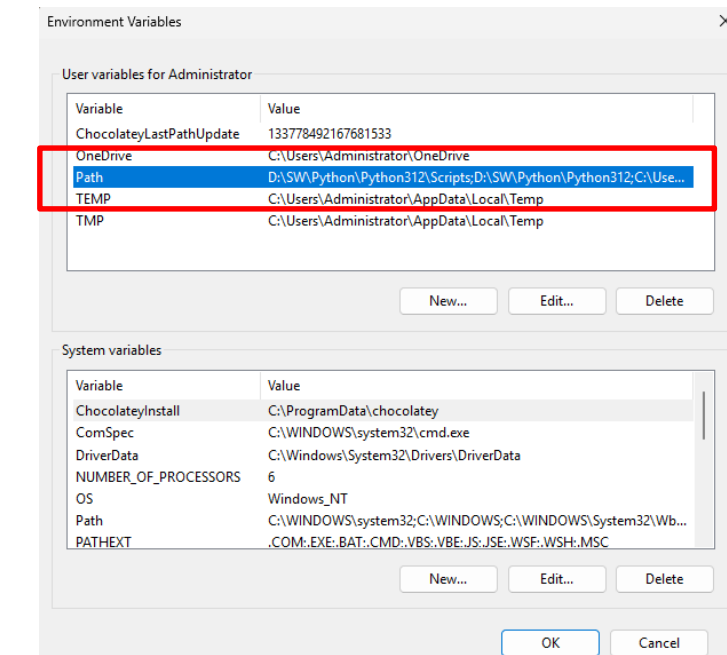 Environment Variables
User variables for Administrator
Variable Value
ChocolateyLastPathUpdate 133778492167681533
OneDrive C:\Users\Administrator\OneDrive
Path D:\SW\Python\Python312\Scripts;D:\SW\Python\Python312;C:\Use...
TEMP C:\Users\Administrator\AppData\Local\Temp
TMP C:\Users\Administrator\AppData\Local\Temp
New... Edit... Delete
System variables
Variable Value
ChocolateyInstall C:\ProgramData\chocolatey
ComSpec C:\WINDOWS\system32\cmd.exe
DriverData C:\Windows\System32\Drivers\DriverData
NUMBER_OF_PROCESSORS 6
OS Windows_NT
Path C:\WINDOWS\system32;C:\WINDOWS;C:\WINDOWS\System32\Wb...
PATHEXT .COM;.EXE;.BAT;.CMD;.VBS;.VBE;.JS;.JSE;.WSF;.WSH;.MSC
New... Edit... Delete
OK Cancel